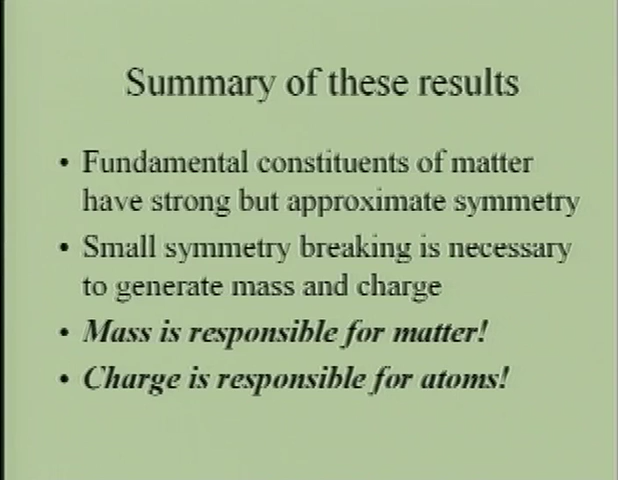 Summary of these results
• Fundamental constituents of matter
have strong but approximate symmetry
• Small symmetry breaking is necessary
to generate mass and charge
• Mass is responsible for matter!
• Charge is responsible for atoms!